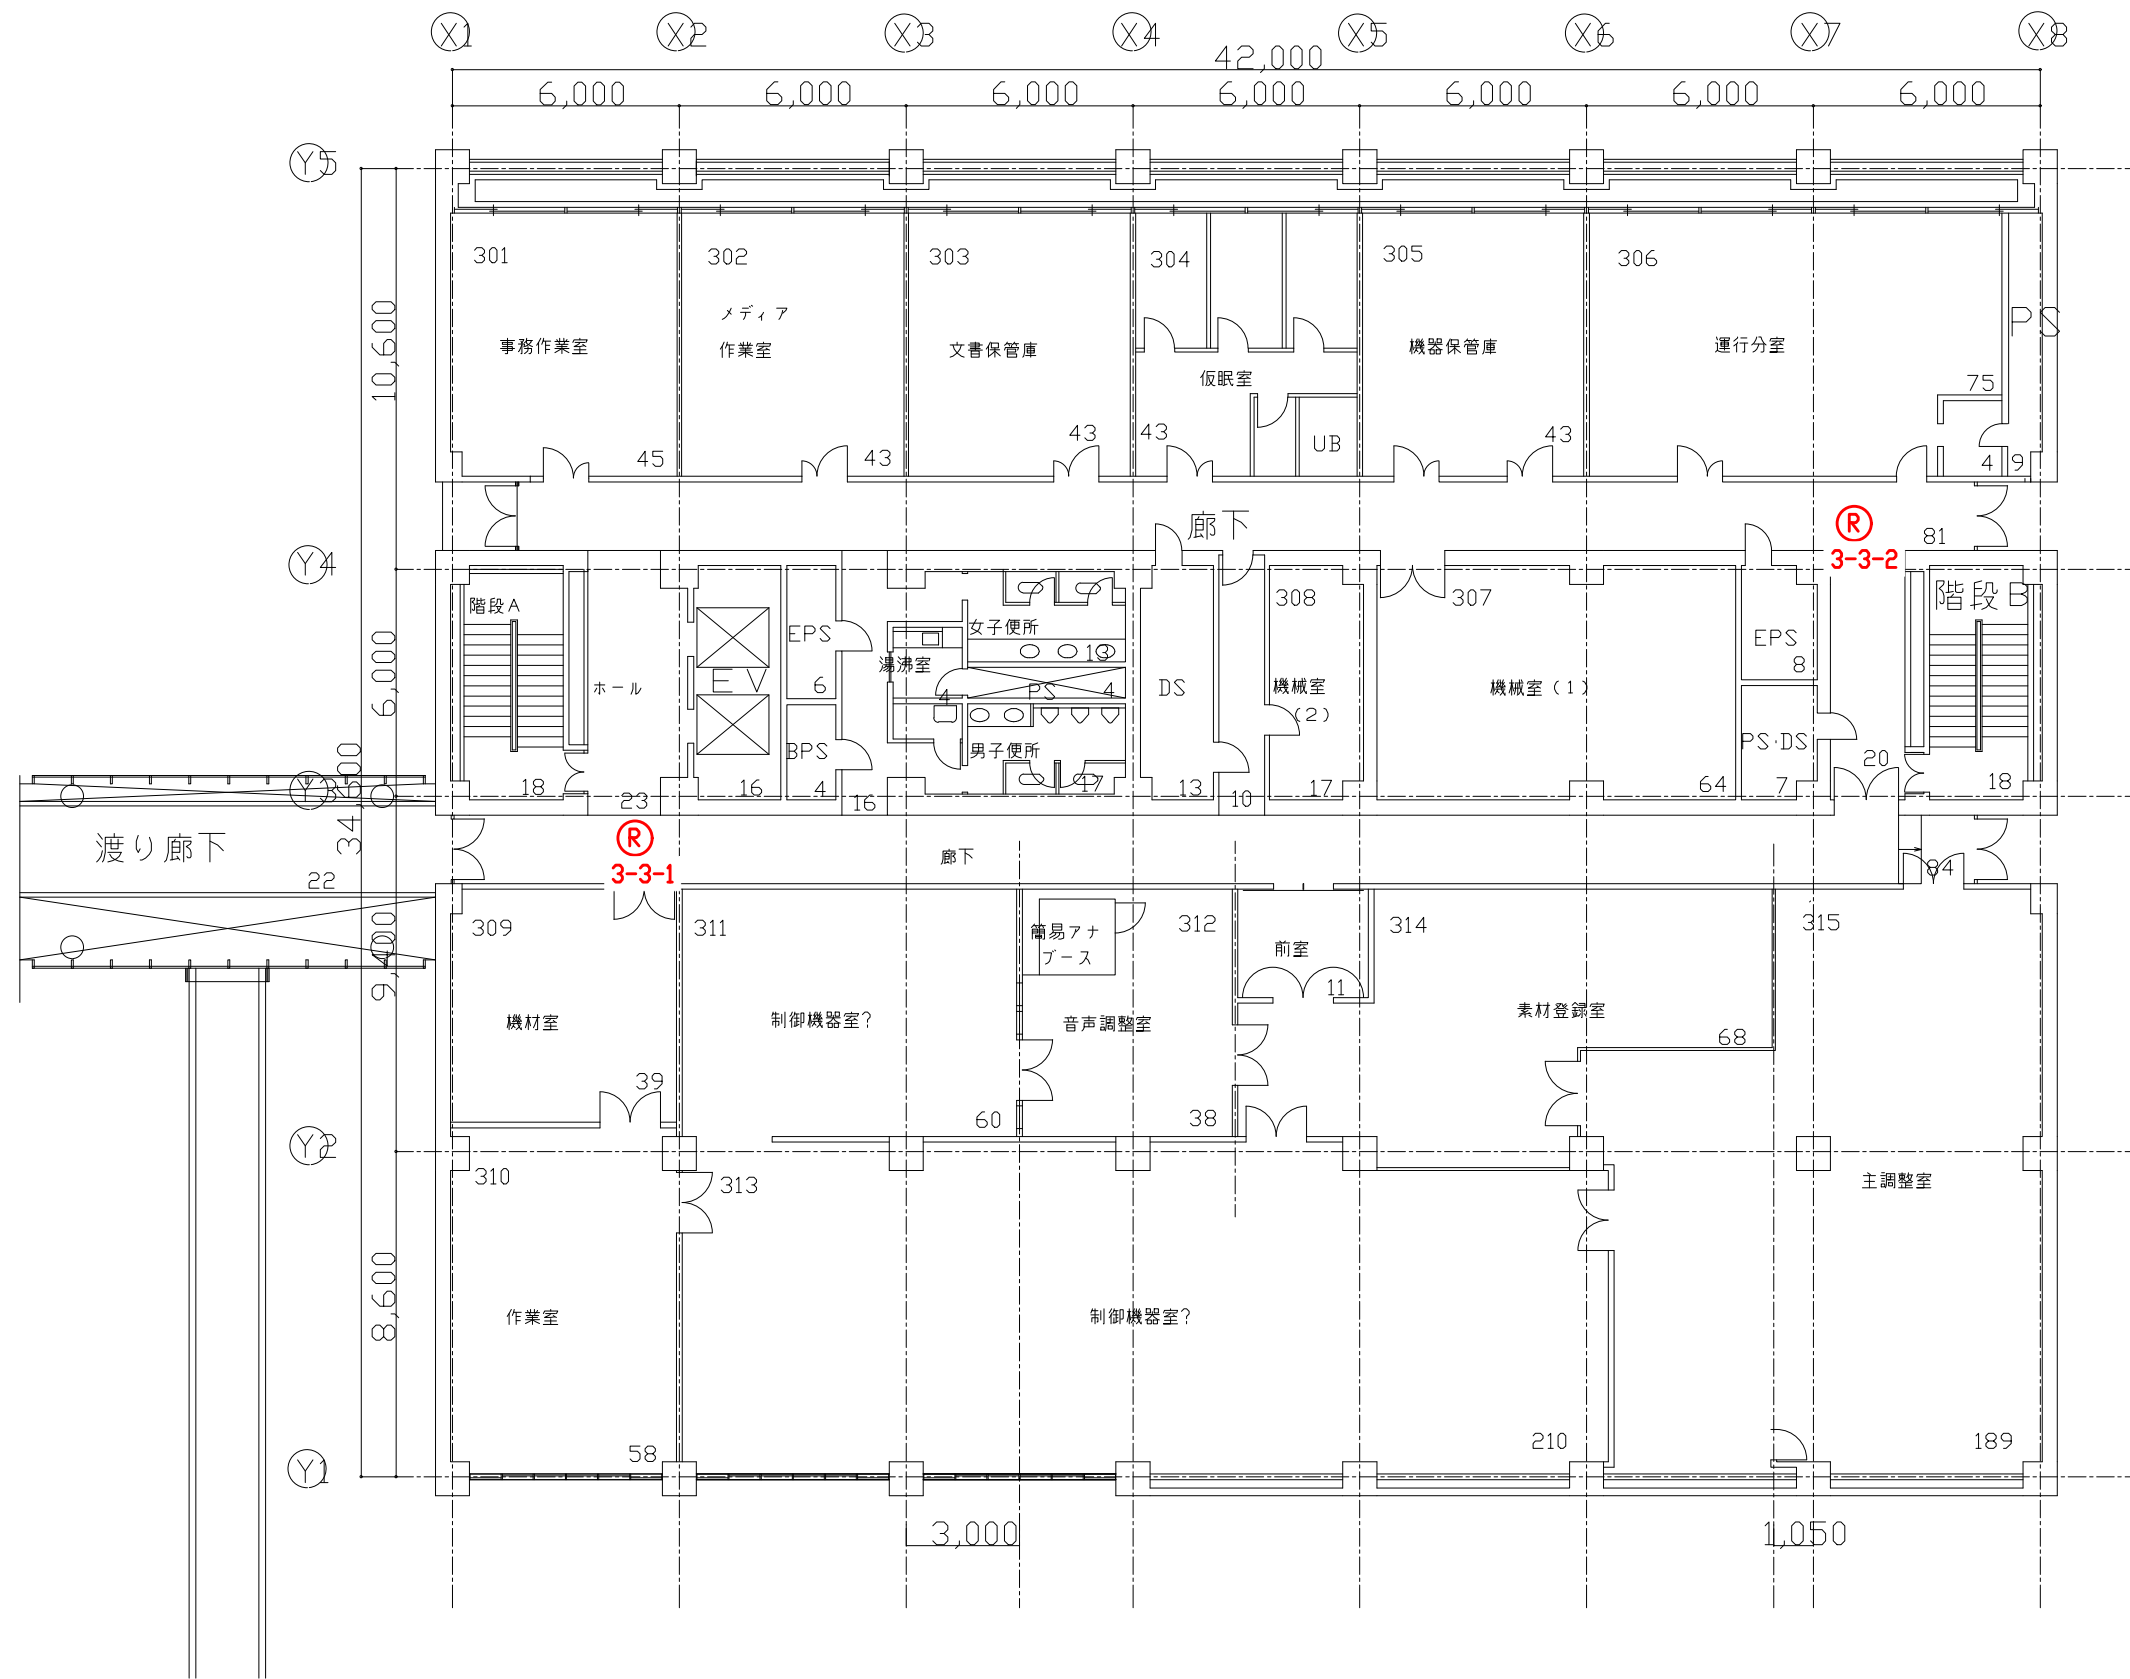 X1 X2 X3 X4 X5 X6 X7 X8
42,000
6,000 6,000 6,000 6,000 6,000 6,000 6,000
Y5
301 302 303 304 305 306
PS
メディア
事務作業室 作業室 文書保管庫 仮眠室 機器保管庫 運行分室
10,600
75
UB
45 43 43 43 43 4 9
廊下
Ⓡ
81
3-3-2
Y4
階段A 308 307 階段B
女子便所
EPS EPS
13
湯沸室 8
6,000
ホール EV 6 4 PS 4 DS 機械室 機械室(1)
(2)
BPS 男子便所 PS·DS
20
18 16 4 17 13 17 64 7 18
23 16 10
Y3
34,600
Ⓡ
渡り廊下
廊下
22
3-3-1
84
309 311 簡易アナ 312 314 315
ブース
前室
9,400
11
機材室 制御機器室? 音声調整室 素材登録室
68
39
60 38
Y2
310 313 主調整室
8,600
作業室 制御機器室?
58 210 189
Y1
3,000 1,050